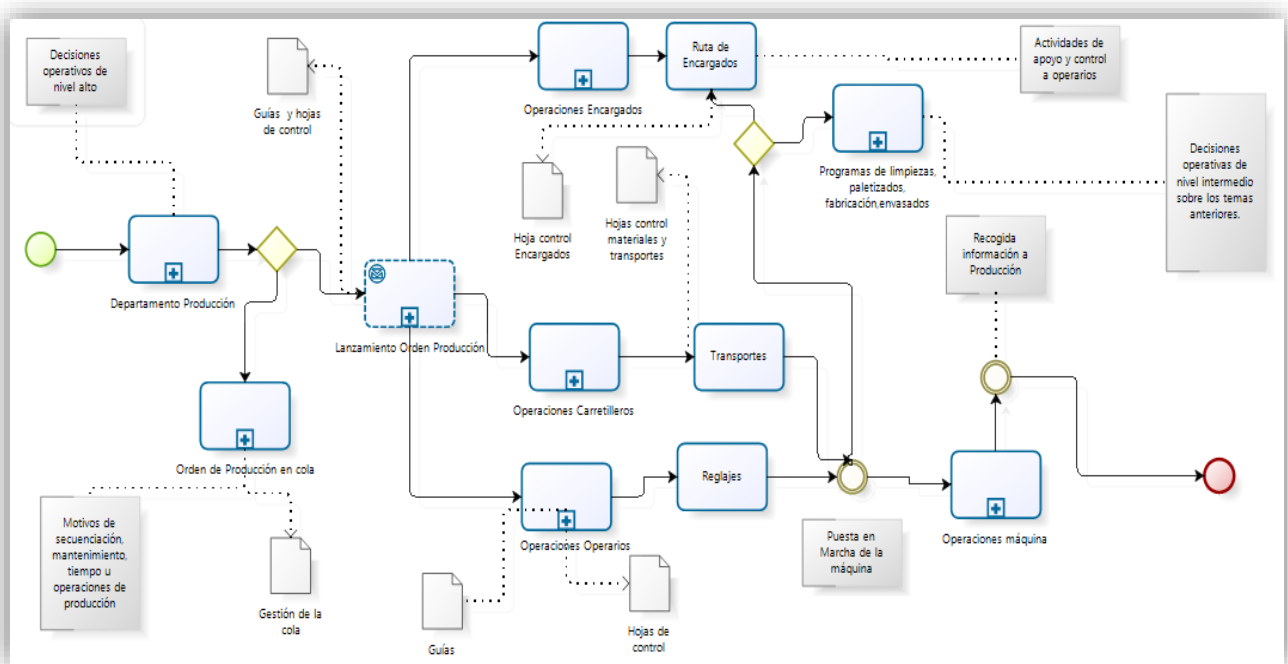 Decisiones
operativos de
nivel alto
Guías y hojas
de control
Operaciones Encargados
Ruta de
Encargados
Actividades de
apoyo y control
a operarios
Programas de limpiezas,
paletizados,
fabricación,envasados
Decisiones
operativas de
nivel intermedio
sobre los temas
anteriores.
Hoja control
Encargados
Hojas control
materiales y
transportes
Recogida
información a
Producción
Departamento Producción
Lanzamiento Orden Producción
Operaciones Carretilleros
Transportes
Orden de Producción en cola
Motivos de
secuenciación,
mantenimiento,
tiempo u
operaciones de
producción
Gestión de la
cola
Operaciones Operarios
Reglajes
Guías
Hojas de
control
Puesta en
Marcha de la
máquina
Operaciones máquina